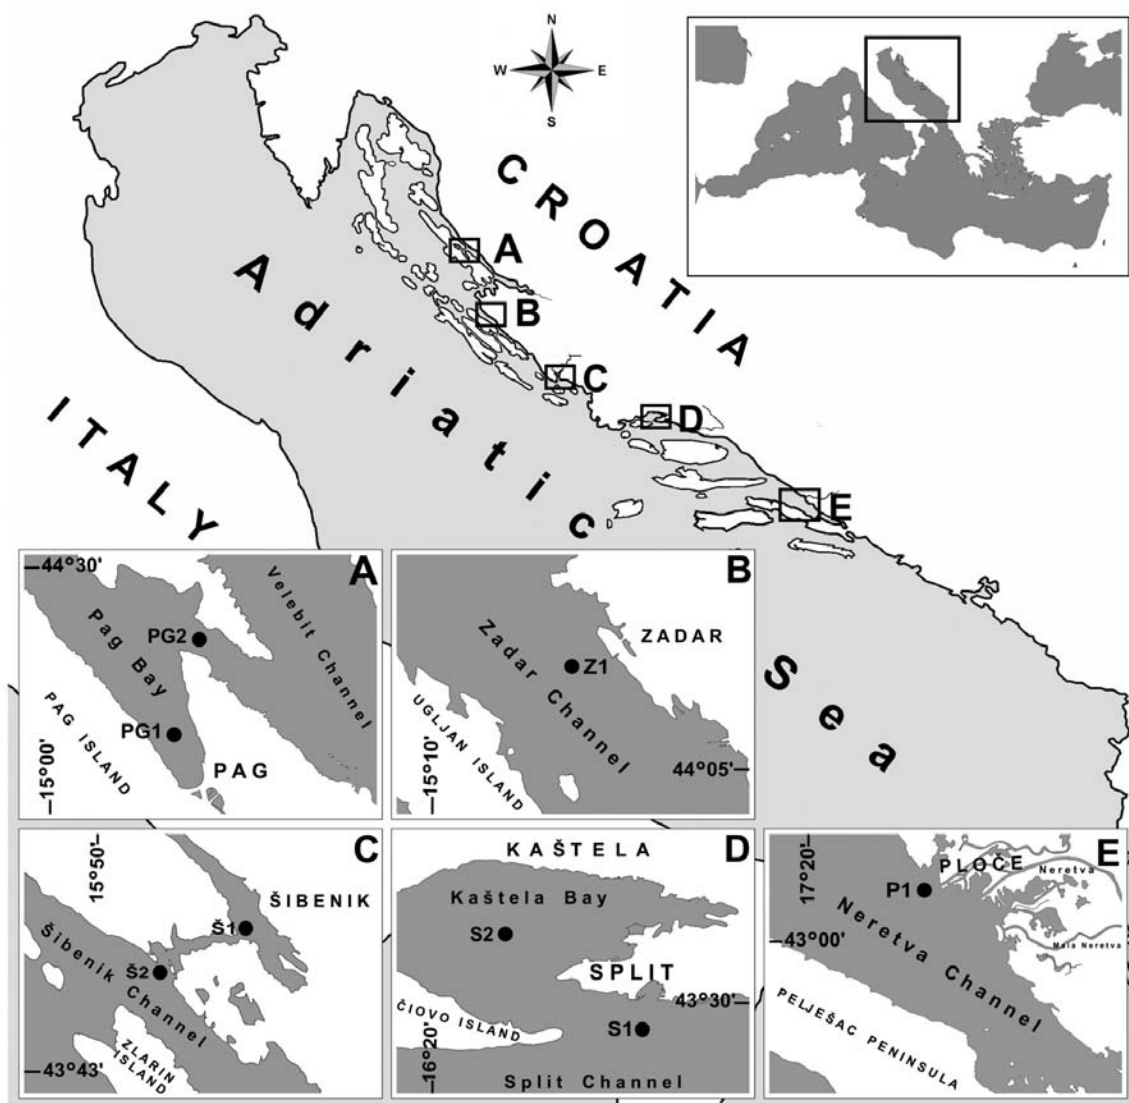 N
W E
S
CROATIA
Adriatic Sea
ITALY
A
B
C
D
E
A
44°30'
Velebit Channel
Pag Bay
PG2
PG1
PAG ISLAND
PAG
15°00'
B
ZADAR
Zadar Channel
Z1
UGLJAN ISLAND
15°10'
44°05'
C
15°50'
ŠIBENIK
Š1
Šibenik Channel
Š2
ZLARIN
ISLAND
43°43'
D
KAŠTELA
Kaštela Bay
S2
SPLIT
43°30'
ČIOVO ISLAND
S1
16°20'
Split Channel
E
17°20'
PLOČE
Neretva
P1
Neretva Channel
43°00'
Mala Neretva
PELJEŠAC PENINSULA